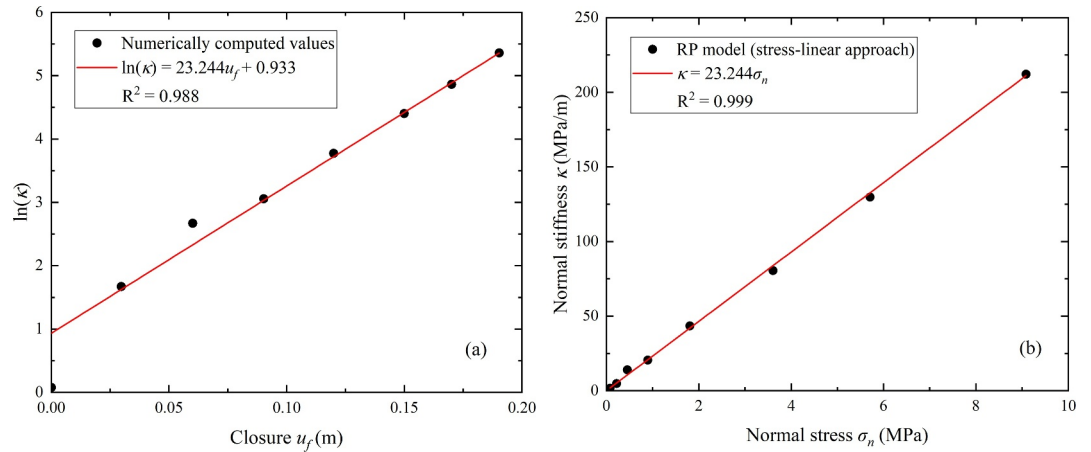 Numerically computed values
ln(κ) = 23.244u_f + 0.933
R² = 0.988
ln(κ)
6
5
4
3
2
1
0
0.00 0.05 0.10 0.15 0.20
Closure u_f (m)
(a)
RP model (stress-linear approach)
κ = 23.244σ_n
R² = 0.999
Normal stiffness κ (MPa/m)
250
200
150
100
50
0
0 2 4 6 8 10
Normal stress σ_n (MPa)
(b)